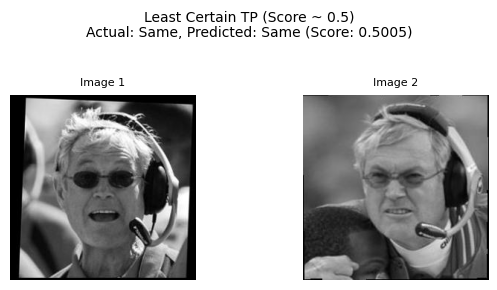 Least Certain TP (Score ~ 0.5)
Actual: Same, Predicted: Same (Score: 0.5005)
Image 1
Image 2